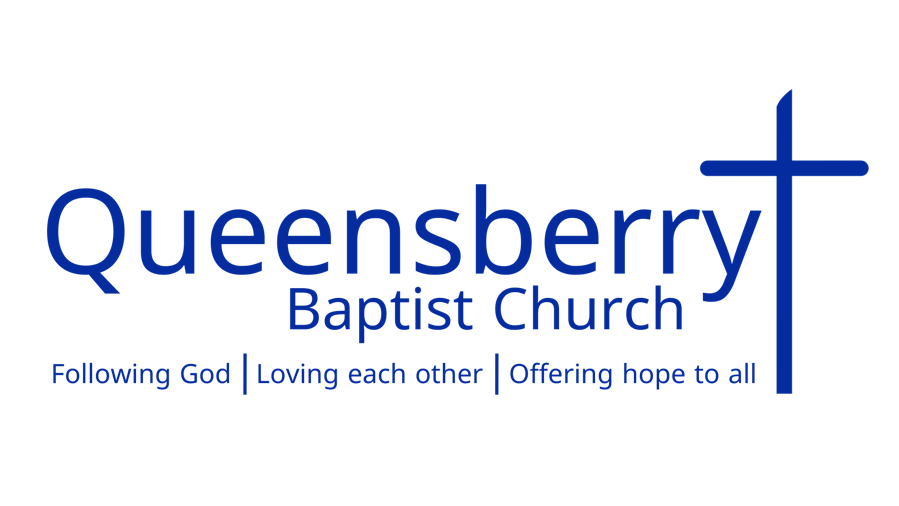 Queensberry
Baptist Church
Following God | Loving each other | Offering hope to all